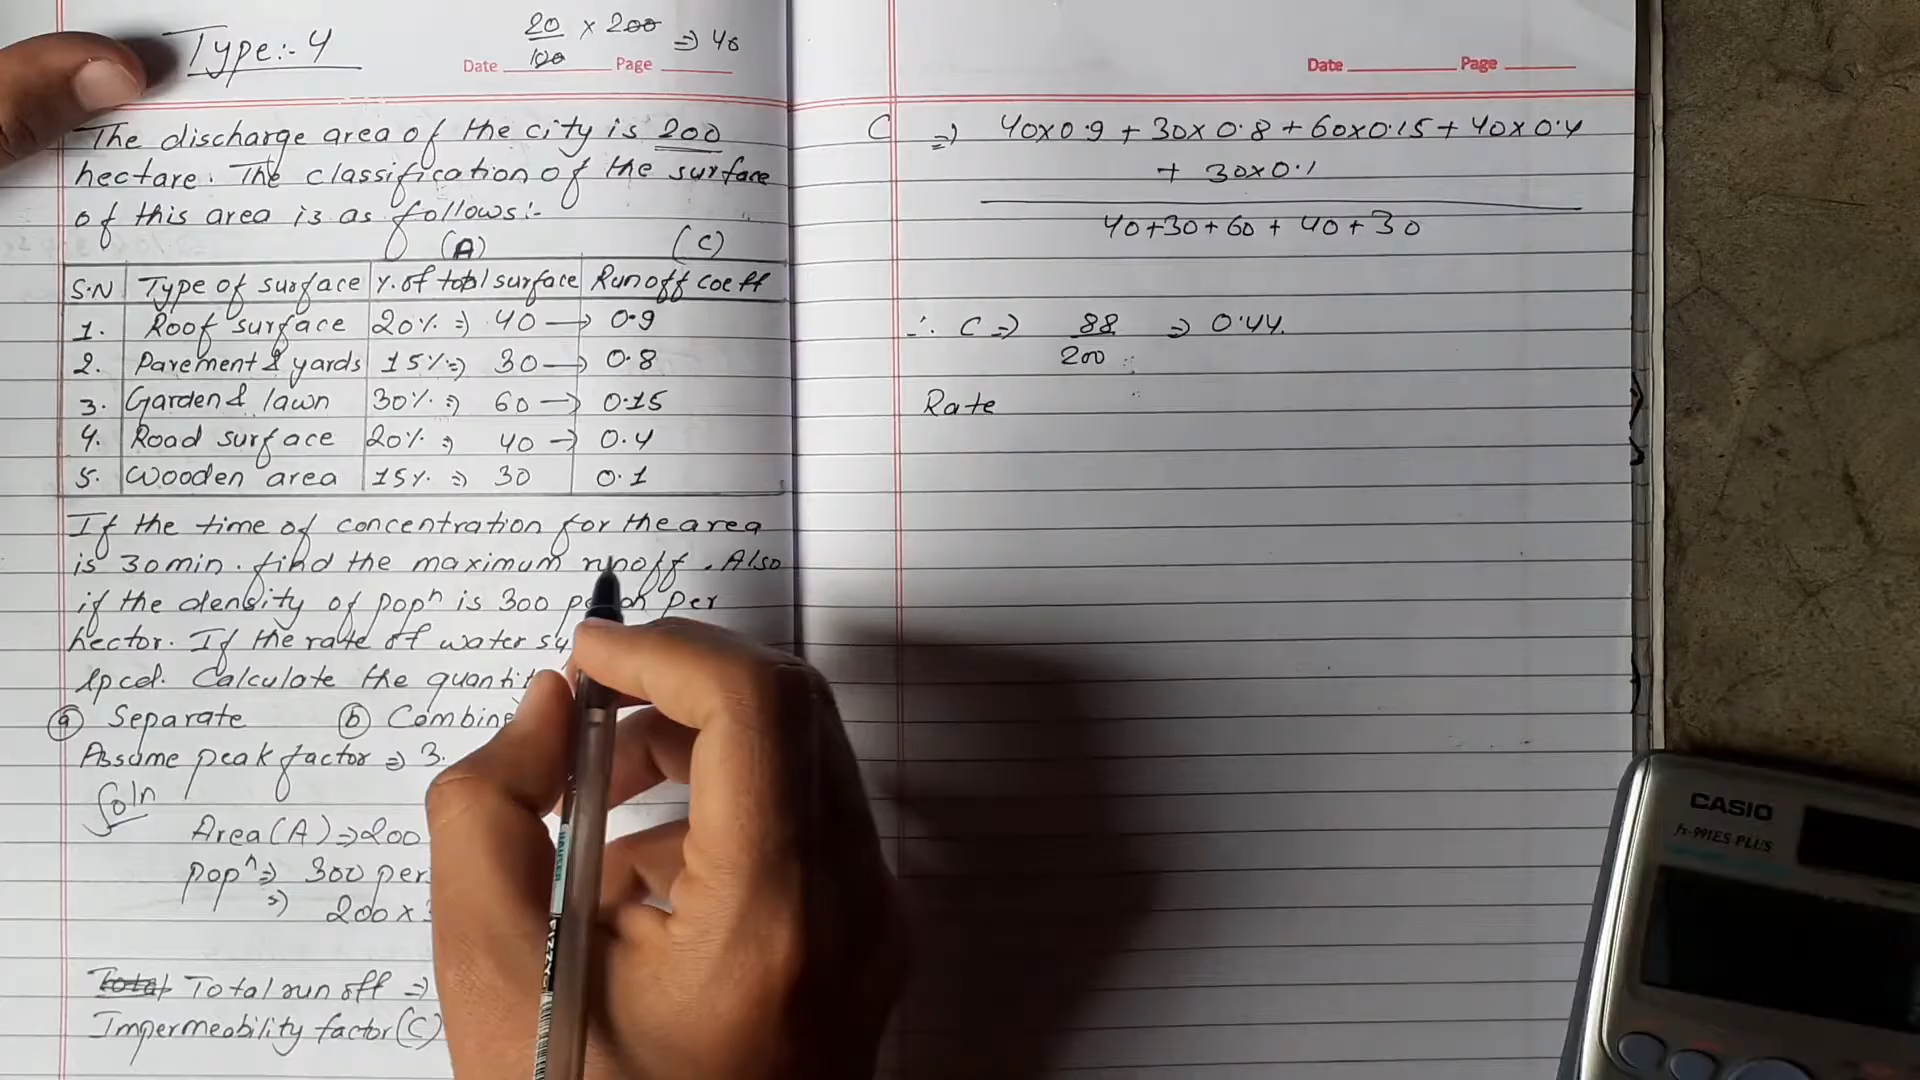 Type:- 4
20/100 × 200 ⇒ 40
Date Page
The discharge area of the city is 200
hectare. The classification of the surface
of this area is as follows:-
(A) (C)
S.N Type of surface %. of total surface Runoff coeff
1. Roof surface 20% ⇒ 40 → 0.9
2. Pavement & yards 15% ⇒ 30 → 0.8
3. Garden & lawn 30% ⇒ 60 → 0.15
4. Road surface 20% ⇒ 40 → 0.4
5. Wooden area 15% ⇒ 30 0.1
If the time of concentration for the area
is 30min. find the maximum runoff. Also
if the density of popⁿ is 300 per
hector. If the rate of water
lpcd. Calculate the
(a) Separate (b)
Assume peak factor ⇒ 3.
Soln
Area(A) ⇒ 200
popⁿ ⇒ 300
⇒ 200 ×
Total Total run off ⇒
Impermeability factor (C)
Date Page
C ⇒ 40×0.9 + 30×0.8 + 60×0.15 + 40×0.4
+ 30×0.1
40+30+60+40+30
∴ C ⇒ 88/200 ⇒ 0.44.
Rate
CASIO
fx-991ES PLUS